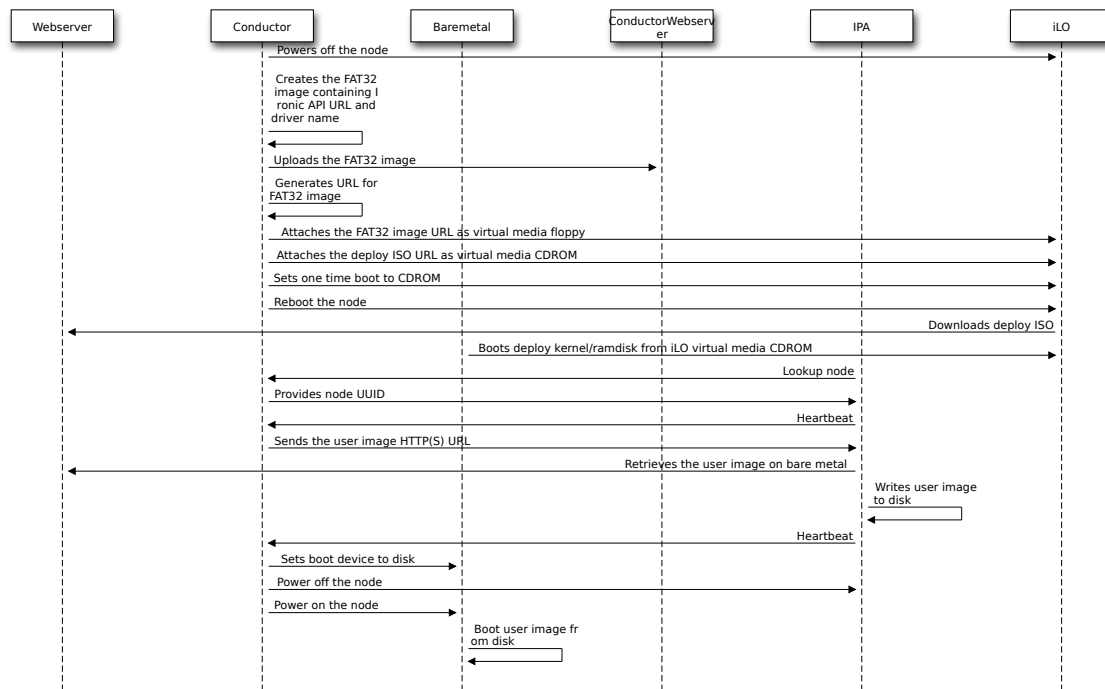 Webserver
Conductor
Baremetal
ConductorWebserv
er
IPA
iLO
Powers off the node
Creates the FAT32
image containing I
ronic API URL and
driver name
Uploads the FAT32 image
Generates URL for
FAT32 image
Attaches the FAT32 image URL as virtual media floppy
Attaches the deploy ISO URL as virtual media CDROM
Sets one time boot to CDROM
Reboot the node
Downloads deploy ISO
Boots deploy kernel/ramdisk from iLO virtual media CDROM
Lookup node
Provides node UUID
Heartbeat
Sends the user image HTTP(S) URL
Retrieves the user image on bare metal
Writes user image
to disk
Heartbeat
Sets boot device to disk
Power off the node
Power on the node
Boot user image fr
om disk